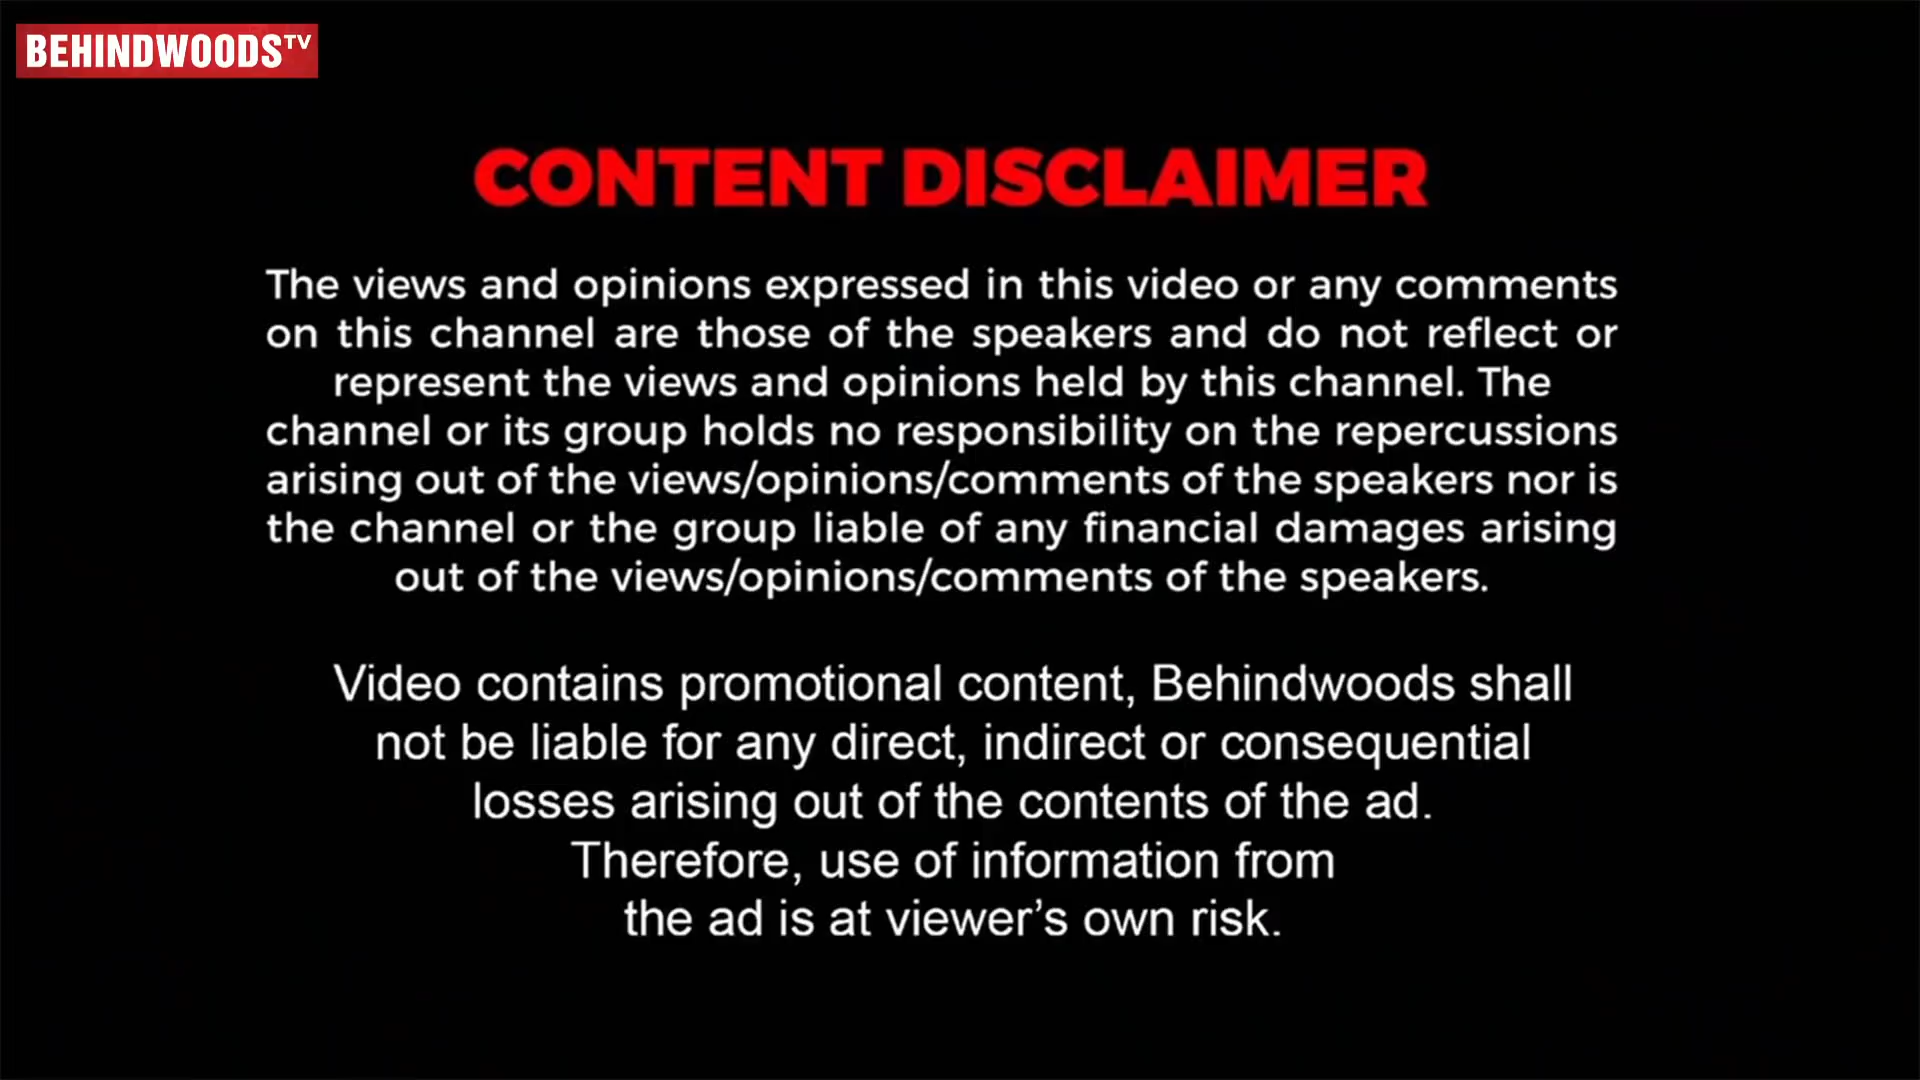 BEHINDWOODS TV
CONTENT DISCLAIMER
The views and opinions expressed in this video or any comments
on this channel are those of the speakers and do not reflect or
represent the views and opinions held by this channel. The
channel or its group holds no responsibility on the repercussions
arising out of the views/opinions/comments of the speakers nor is
the channel or the group liable of any financial damages arising
out of the views/opinions/comments of the speakers.
Video contains promotional content, Behindwoods shall
not be liable for any direct, indirect or consequential
losses arising out of the contents of the ad.
Therefore, use of information from
the ad is at viewer’s own risk.